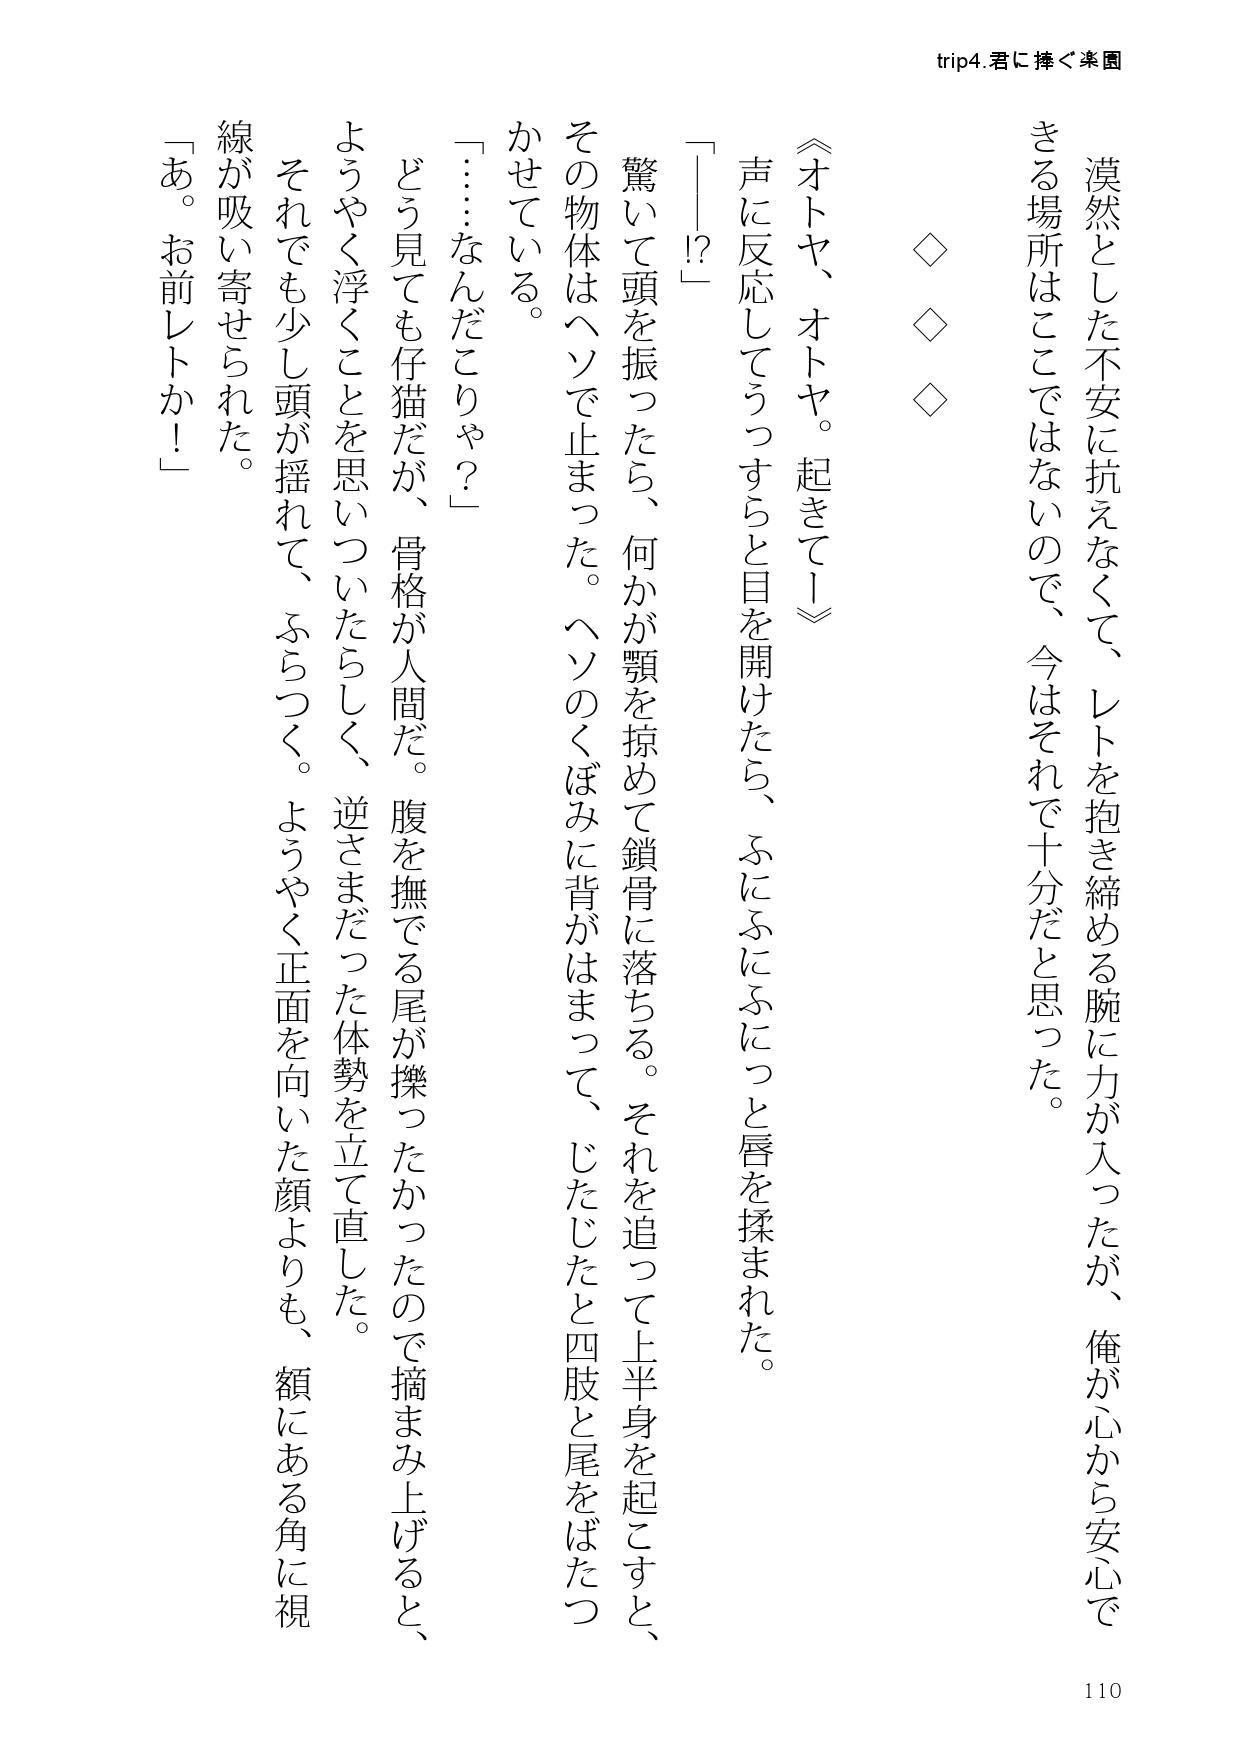 trip4.君に捧ぐ楽園
　漠然とした不安に抗えなくて、レトを抱き締める腕に力が入ったが、俺が心から安心で
きる場所はここではないので、今はそれで十分だと思った。
◇　◇　◇
《オトヤ、オトヤ。起きてー》
　声に反応してうっすらと目を開けたら、ふにふにふにっと唇を揉まれた。
「――!?」
　驚いて頭を振ったら、何かが顎を掠めて鎖骨に落ちる。それを追って上半身を起こすと、
その物体はヘソで止まった。ヘソのくぼみに背がはまって、じたじたと四肢と尾をばたつ
かせている。
「……なんだこりゃ？」
　どう見ても仔猫だが、骨格が人間だ。腹を撫でる尾が擽ったかったので摘まみ上げると、
ようやく浮くことを思いついたらしく、逆さまだった体勢を立て直した。
　それでも少し頭が揺れて、ふらつく。ようやく正面を向いた顔よりも、額にある角に視
線が吸い寄せられた。
「あ。お前レトか！」
110